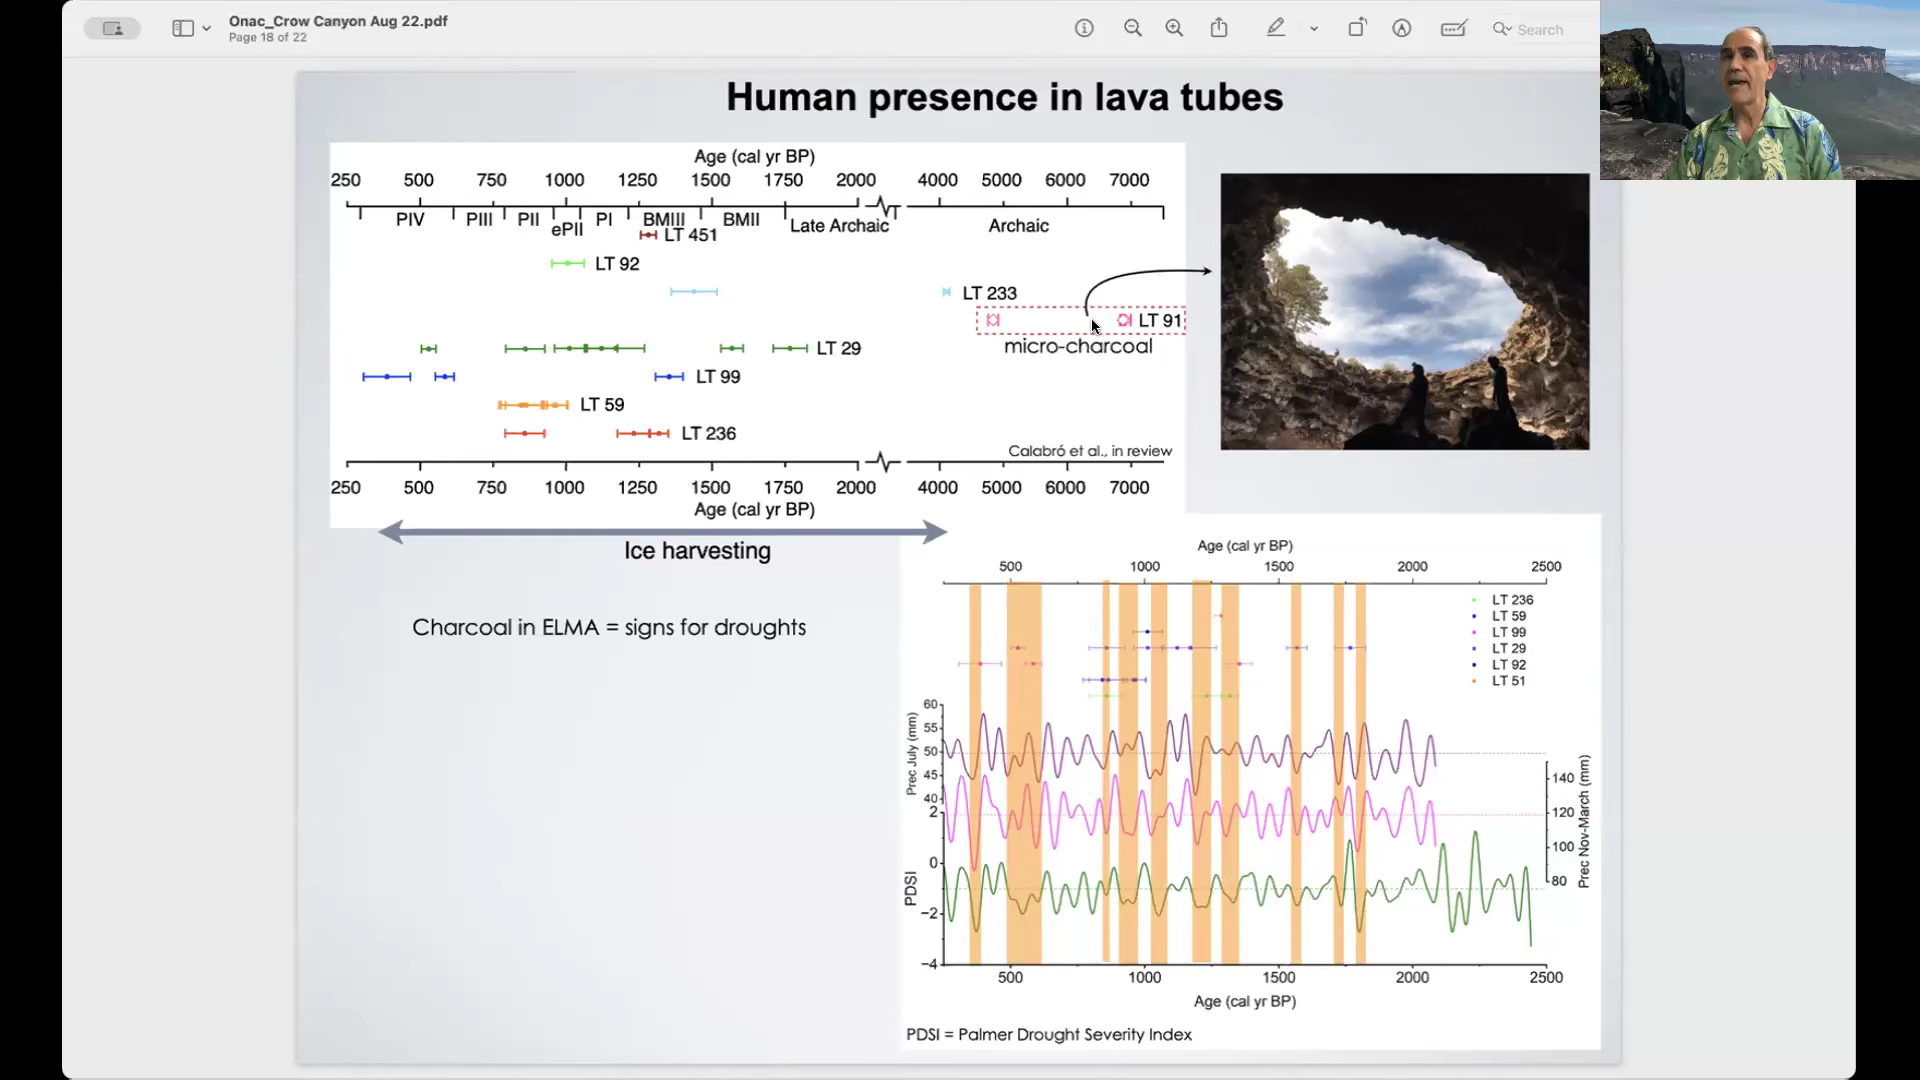 Onac_Crow Canyon Aug 22.pdf
Page 18 of 22
Search
Human presence in lava tubes
Age (cal yr BP)
250 500 750 1000 1250 1500 1750 2000 4000 5000 6000 7000
PIV PIII PII ePII PI BMIII BMII Late Archaic Archaic
LT 451
LT 92
LT 233
LT 91
micro-charcoal
LT 29
LT 99
LT 59
LT 236
Calabró et al., in review
250 500 750 1000 1250 1500 1750 2000 4000 5000 6000 7000
Age (cal yr BP)
Ice harvesting
Charcoal in ELMA = signs for droughts
Age (cal yr BP)
500 1000 1500 2000 2500
LT 236
LT 59
LT 99
LT 29
LT 92
LT 51
60
55
50
45
40
Prec July (mm)
2
0
−2
−4
PDSI
140
120
100
80
Prec Nov-March (mm)
500 1000 1500 2000 2500
Age (cal yr BP)
PDSI = Palmer Drought Severity Index